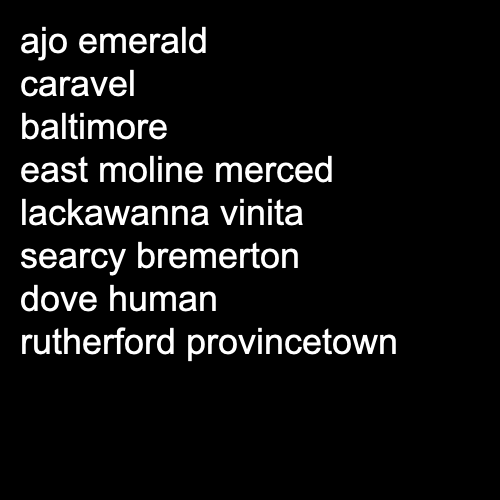 ajo emerald
caravel
baltimore
east moline merced
lackawanna vinita
searcy bremerton
dove human
rutherford provincetown